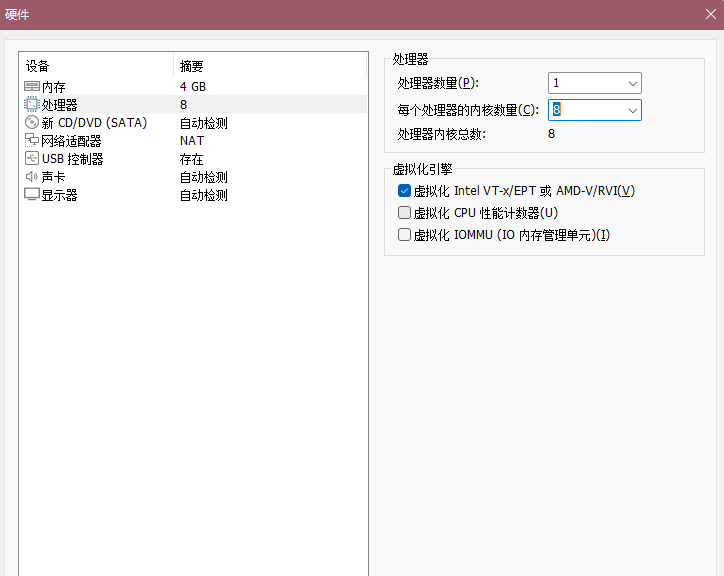 硬件
设备 摘要
内存 4 GB
处理器 8
新 CD/DVD (SATA) 自动检测
网络适配器 NAT
USB 控制器 存在
声卡 自动检测
显示器 自动检测
处理器
处理器数量(P): 1
每个处理器的内核数量(C): 8
处理器内核总数: 8
虚拟化引擎
虚拟化 Intel VT-x/EPT 或 AMD-V/RVI(V)
虚拟化 CPU 性能计数器(U)
虚拟化 IOMMU (IO 内存管理单元)(I)